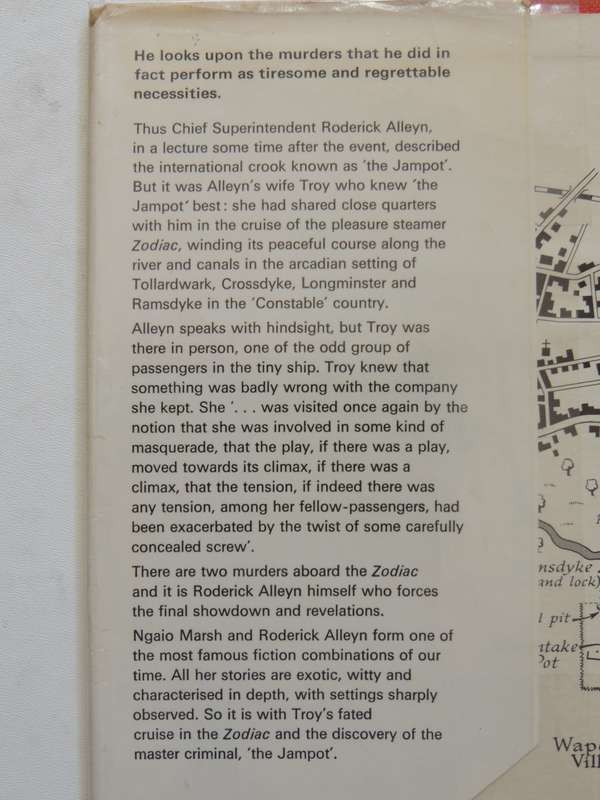 He looks upon the murders that he did in
fact perform as tiresome and regrettable
necessities.
Thus Chief Superintendent Roderick Alleyn,
in a lecture some time after the event, described
the international crook known as 'the Jampot'.
But it was Alleyn's wife Troy who knew 'the
Jampot' best: she had shared close quarters
with him in the cruise of the pleasure steamer
Zodiac, winding its peaceful course along the
river and canals in the arcadian setting of
Tollardwark, Crossdyke, Longminster and
Ramsdyke in the 'Constable' country.
Alleyn speaks with hindsight, but Troy was
there in person, one of the odd group of
passengers in the tiny ship. Troy knew that
something was badly wrong with the company
she kept. She '. . . was visited once again by the
notion that she was involved in some kind of
masquerade, that the play, if there was a play,
moved towards its climax, if there was a
climax, that the tension, if indeed there was
any tension, among her fellow-passengers, had
been exacerbated by the twist of some carefully
concealed screw'.
There are two murders aboard the Zodiac
and it is Roderick Alleyn himself who forces
the final showdown and revelations.
Ngaio Marsh and Roderick Alleyn form one of
the most famous fiction combinations of our
time. All her stories are exotic, witty and
characterised in depth, with settings sharply
observed. So it is with Troy's fated
cruise in the Zodiac and the discovery of the
master criminal, 'the Jampot'.
nsdyke
and lock)
l pit
ntake
Pot
Wap
Vill